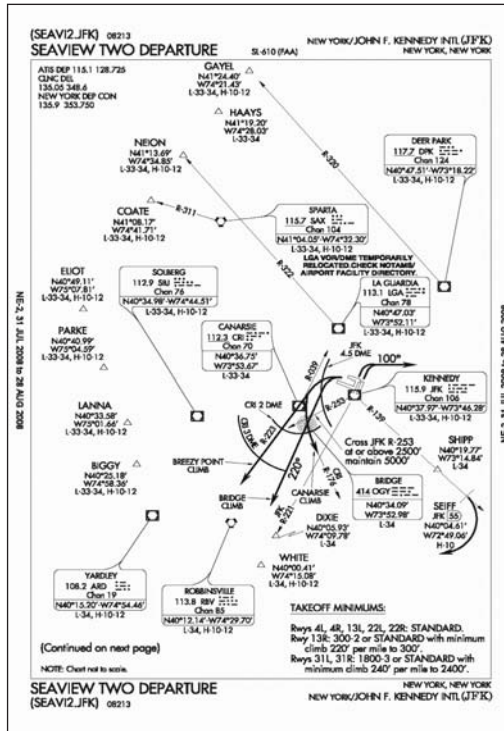 (SEAVI2.JFK) 08213
SEAVIEW TWO DEPARTURE
SL-610 (FAA)
NEW YORK/JOHN F. KENNEDY INTL (JFK)
NEW YORK, NEW YORK
ATIS DEP 115.1 128.725
CLNC DEL
135.05 348.6
NEW YORK DEP CON
135.9 353.750
GAYEL
N41°24.40'
W74°21.43'
L-33-34, H-10-12
HAAYS
N41°19.20'
W74°28.03'
L-33-34
NEION
N41°13.69'
W74°34.85'
L-33-34, H-10-12
R-320
DEER PARK
117.7 DPK
Chan 124
N40°47.51'-W73°18.22'
L-33-34, H-10-12
COATE
N41°08.17'
W74°41.71'
L-33-34, H-10-12
R-311
SPARTA
115.7 SAX
Chan 104
N41°04.05'-W74°32.30'
L-33-34, H-10-12
R-322
LGA VOR/DME TEMPORARILY
RELOCATED.CHECK NOTAMS/
AIRPORT FACILITY DIRECTORY.
LA GUARDIA
113.1 LGA
Chan 78
N40°47.03'
W73°52.11'
L-33-34, H-10-12
ELIOT
N40°49.11'
W75°07.81'
L-33-34, H-10-12
SOLBERG
112.9 SBJ
Chan 76
N40°34.98'-W74°44.51'
L-33-34, H-10-12
CANARSIE
112.3 CRI
Chan 70
N40°36.75'
W73°53.67'
L-33-34
PARKE
N40°40.99'
W75°04.59'
L-33-34, H-10-12
JFK
4.5 DME
100°
R-039
KENNEDY
115.9 JFK
Chan 106
N40°37.97'-W73°46.28'
L-33-34, H-10-12
LANNA
N40°33.58'
W75°01.66'
L-33-34, H-10-12
CRI 2 DME
CRI 3 DME
R-223
R-253
R-139
220°
Cross JFK R-253
at or above 2500'
maintain 5000'
SHIPP
N40°19.77'
W73°14.84'
L-34
BIGGY
N40°25.18'
W74°58.36'
L-33-34, H-10-12
BREEZY POINT
CLIMB
BRIDGE
CLIMB
CANARSIE
CLIMB
CRI
R-176
JFK
R-221
BRIDGE
414 OGY
N40°34.09'
W73°52.98'
L-34
SEIFF
JFK 55
N40°04.61'
W72°49.06'
H-10
DIXIE
N40°05.93'
W74°09.78'
L-34
WHITE
N40°00.41'
W74°15.08'
L-34, H-10-12
YARDLEY
108.2 ARD
Chan 19
N40°15.20'-W74°54.46'
L-34, H-10-12
ROBBINSVILLE
113.8 RBV
Chan 85
N40°12.14'-W74°29.70'
L-34, H-10-12
TAKEOFF MINIMUMS:
Rwys 4L, 4R, 13L, 22L, 22R: STANDARD.
Rwy 13R: 300-2 or STANDARD with minimum
climb 220' per mile to 300'.
Rwys 31L, 31R: 1800-3 or STANDARD with
minimum climb 240' per mile to 2400'.
(Continued on next page)
NOTE: Chart not to scale.
SEAVIEW TWO DEPARTURE
(SEAVI2.JFK) 08213
NEW YORK, NEW YORK
NEW YORK/JOHN F. KENNEDY INTL (JFK)
NE-2, 31 JUL 2008 to 28 AUG 2008